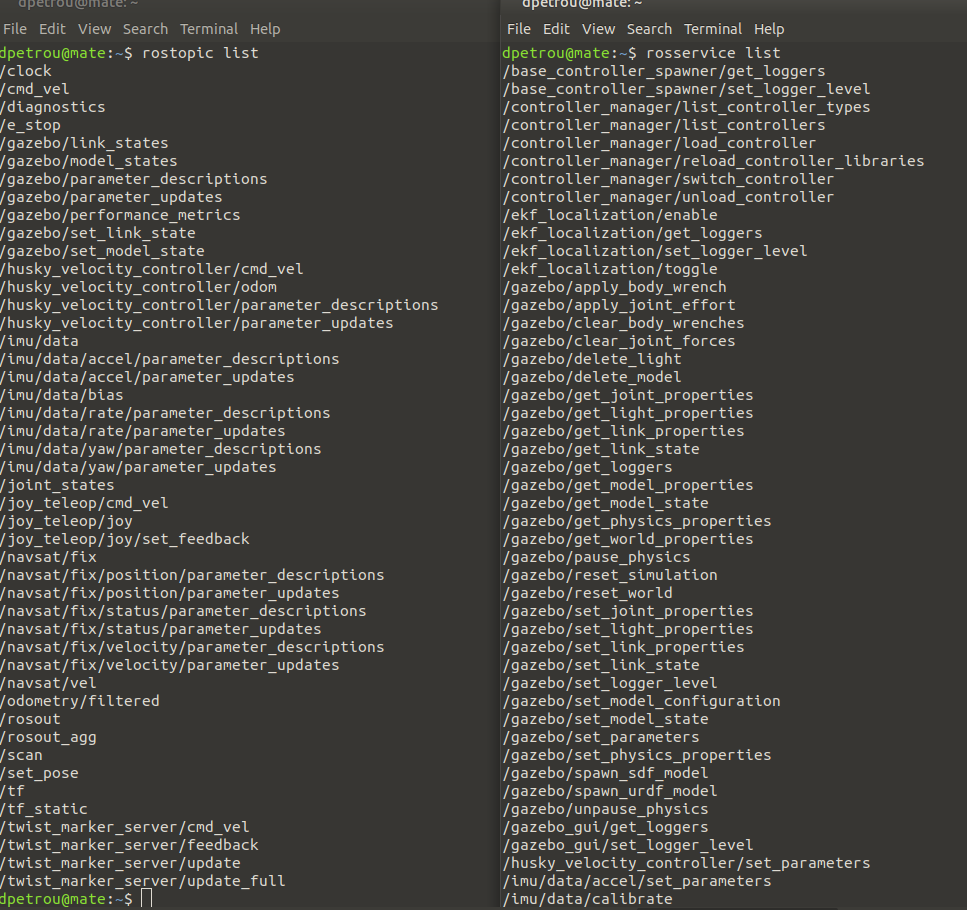 dpetrou@mate: ~
File Edit View Search Terminal Help
dpetrou@mate:~$ rostopic list
/clock
/cmd_vel
/diagnostics
/e_stop
/gazebo/link_states
/gazebo/model_states
/gazebo/parameter_descriptions
/gazebo/parameter_updates
/gazebo/performance_metrics
/gazebo/set_link_state
/gazebo/set_model_state
/husky_velocity_controller/cmd_vel
/husky_velocity_controller/odom
/husky_velocity_controller/parameter_descriptions
/husky_velocity_controller/parameter_updates
/imu/data
/imu/data/accel/parameter_descriptions
/imu/data/accel/parameter_updates
/imu/data/bias
/imu/data/rate/parameter_descriptions
/imu/data/rate/parameter_updates
/imu/data/yaw/parameter_descriptions
/imu/data/yaw/parameter_updates
/joint_states
/joy_teleop/cmd_vel
/joy_teleop/joy
/joy_teleop/joy/set_feedback
/navsat/fix
/navsat/fix/position/parameter_descriptions
/navsat/fix/position/parameter_updates
/navsat/fix/status/parameter_descriptions
/navsat/fix/status/parameter_updates
/navsat/fix/velocity/parameter_descriptions
/navsat/fix/velocity/parameter_updates
/navsat/vel
/odometry/filtered
/rosout
/rosout_agg
/scan
/set_pose
/tf
/tf_static
/twist_marker_server/cmd_vel
/twist_marker_server/feedback
/twist_marker_server/update
/twist_marker_server/update_full
dpetrou@mate:~$
dpetrou@mate: ~
File Edit View Search Terminal Help
dpetrou@mate:~$ rosservice list
/base_controller_spawner/get_loggers
/base_controller_spawner/set_logger_level
/controller_manager/list_controller_types
/controller_manager/list_controllers
/controller_manager/load_controller
/controller_manager/reload_controller_libraries
/controller_manager/switch_controller
/controller_manager/unload_controller
/ekf_localization/enable
/ekf_localization/get_loggers
/ekf_localization/set_logger_level
/ekf_localization/toggle
/gazebo/apply_body_wrench
/gazebo/apply_joint_effort
/gazebo/clear_body_wrenches
/gazebo/clear_joint_forces
/gazebo/delete_light
/gazebo/delete_model
/gazebo/get_joint_properties
/gazebo/get_light_properties
/gazebo/get_link_properties
/gazebo/get_link_state
/gazebo/get_loggers
/gazebo/get_model_properties
/gazebo/get_model_state
/gazebo/get_physics_properties
/gazebo/get_world_properties
/gazebo/pause_physics
/gazebo/reset_simulation
/gazebo/reset_world
/gazebo/set_joint_properties
/gazebo/set_light_properties
/gazebo/set_link_properties
/gazebo/set_link_state
/gazebo/set_logger_level
/gazebo/set_model_configuration
/gazebo/set_model_state
/gazebo/set_parameters
/gazebo/set_physics_properties
/gazebo/spawn_sdf_model
/gazebo/spawn_urdf_model
/gazebo/unpause_physics
/gazebo_gui/get_loggers
/gazebo_gui/set_logger_level
/husky_velocity_controller/set_parameters
/imu/data/accel/set_parameters
/imu/data/calibrate